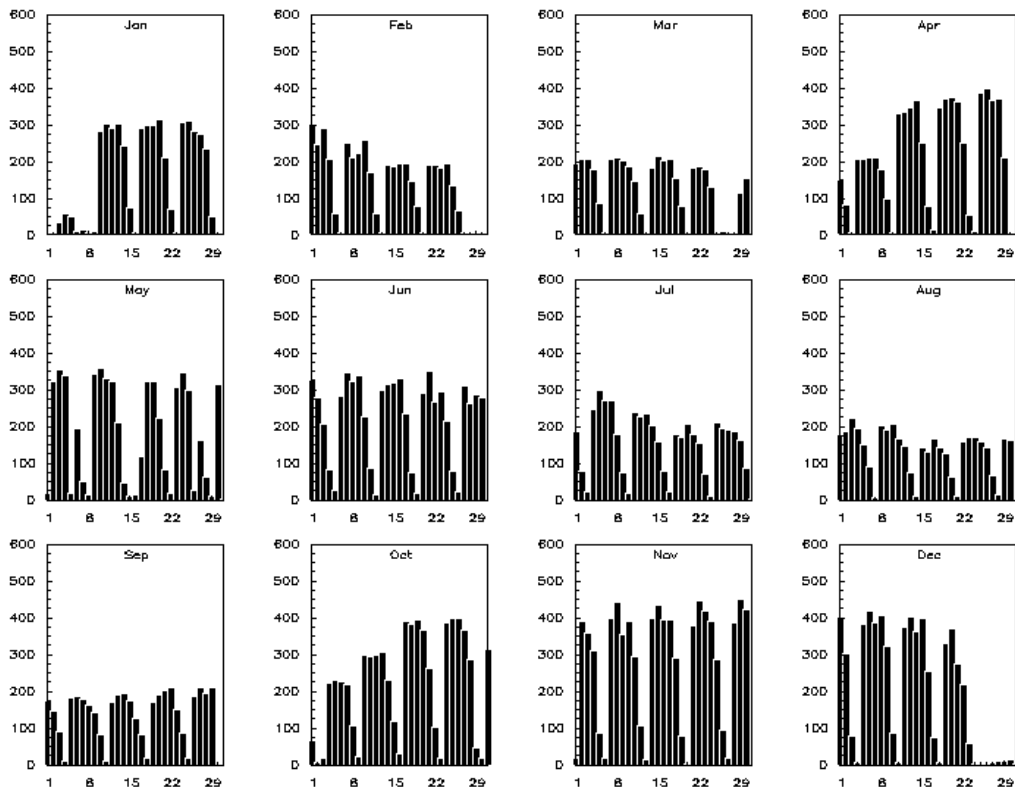 600 600 600 600
Jan Feb Mar Apr
500 500 500 500
400 400 400 400
300 300 300 300
200 200 200 200
100 100 100 100
0 0 0 0
1 8 15 22 29 1 8 15 22 29 1 8 15 22 29 1 8 15 22 29
600 600 600 600
May Jun Jul Aug
500 500 500 500
400 400 400 400
300 300 300 300
200 200 200 200
100 100 100 100
0 0 0 0
1 8 15 22 29 1 8 15 22 29 1 8 15 22 29 1 8 15 22 29
600 600 600 600
Sep Oct Nov Dec
500 500 500 500
400 400 400 400
300 300 300 300
200 200 200 200
100 100 100 100
0 0 0 0
1 8 15 22 29 1 8 15 22 29 1 8 15 22 29 1 8 15 22 29